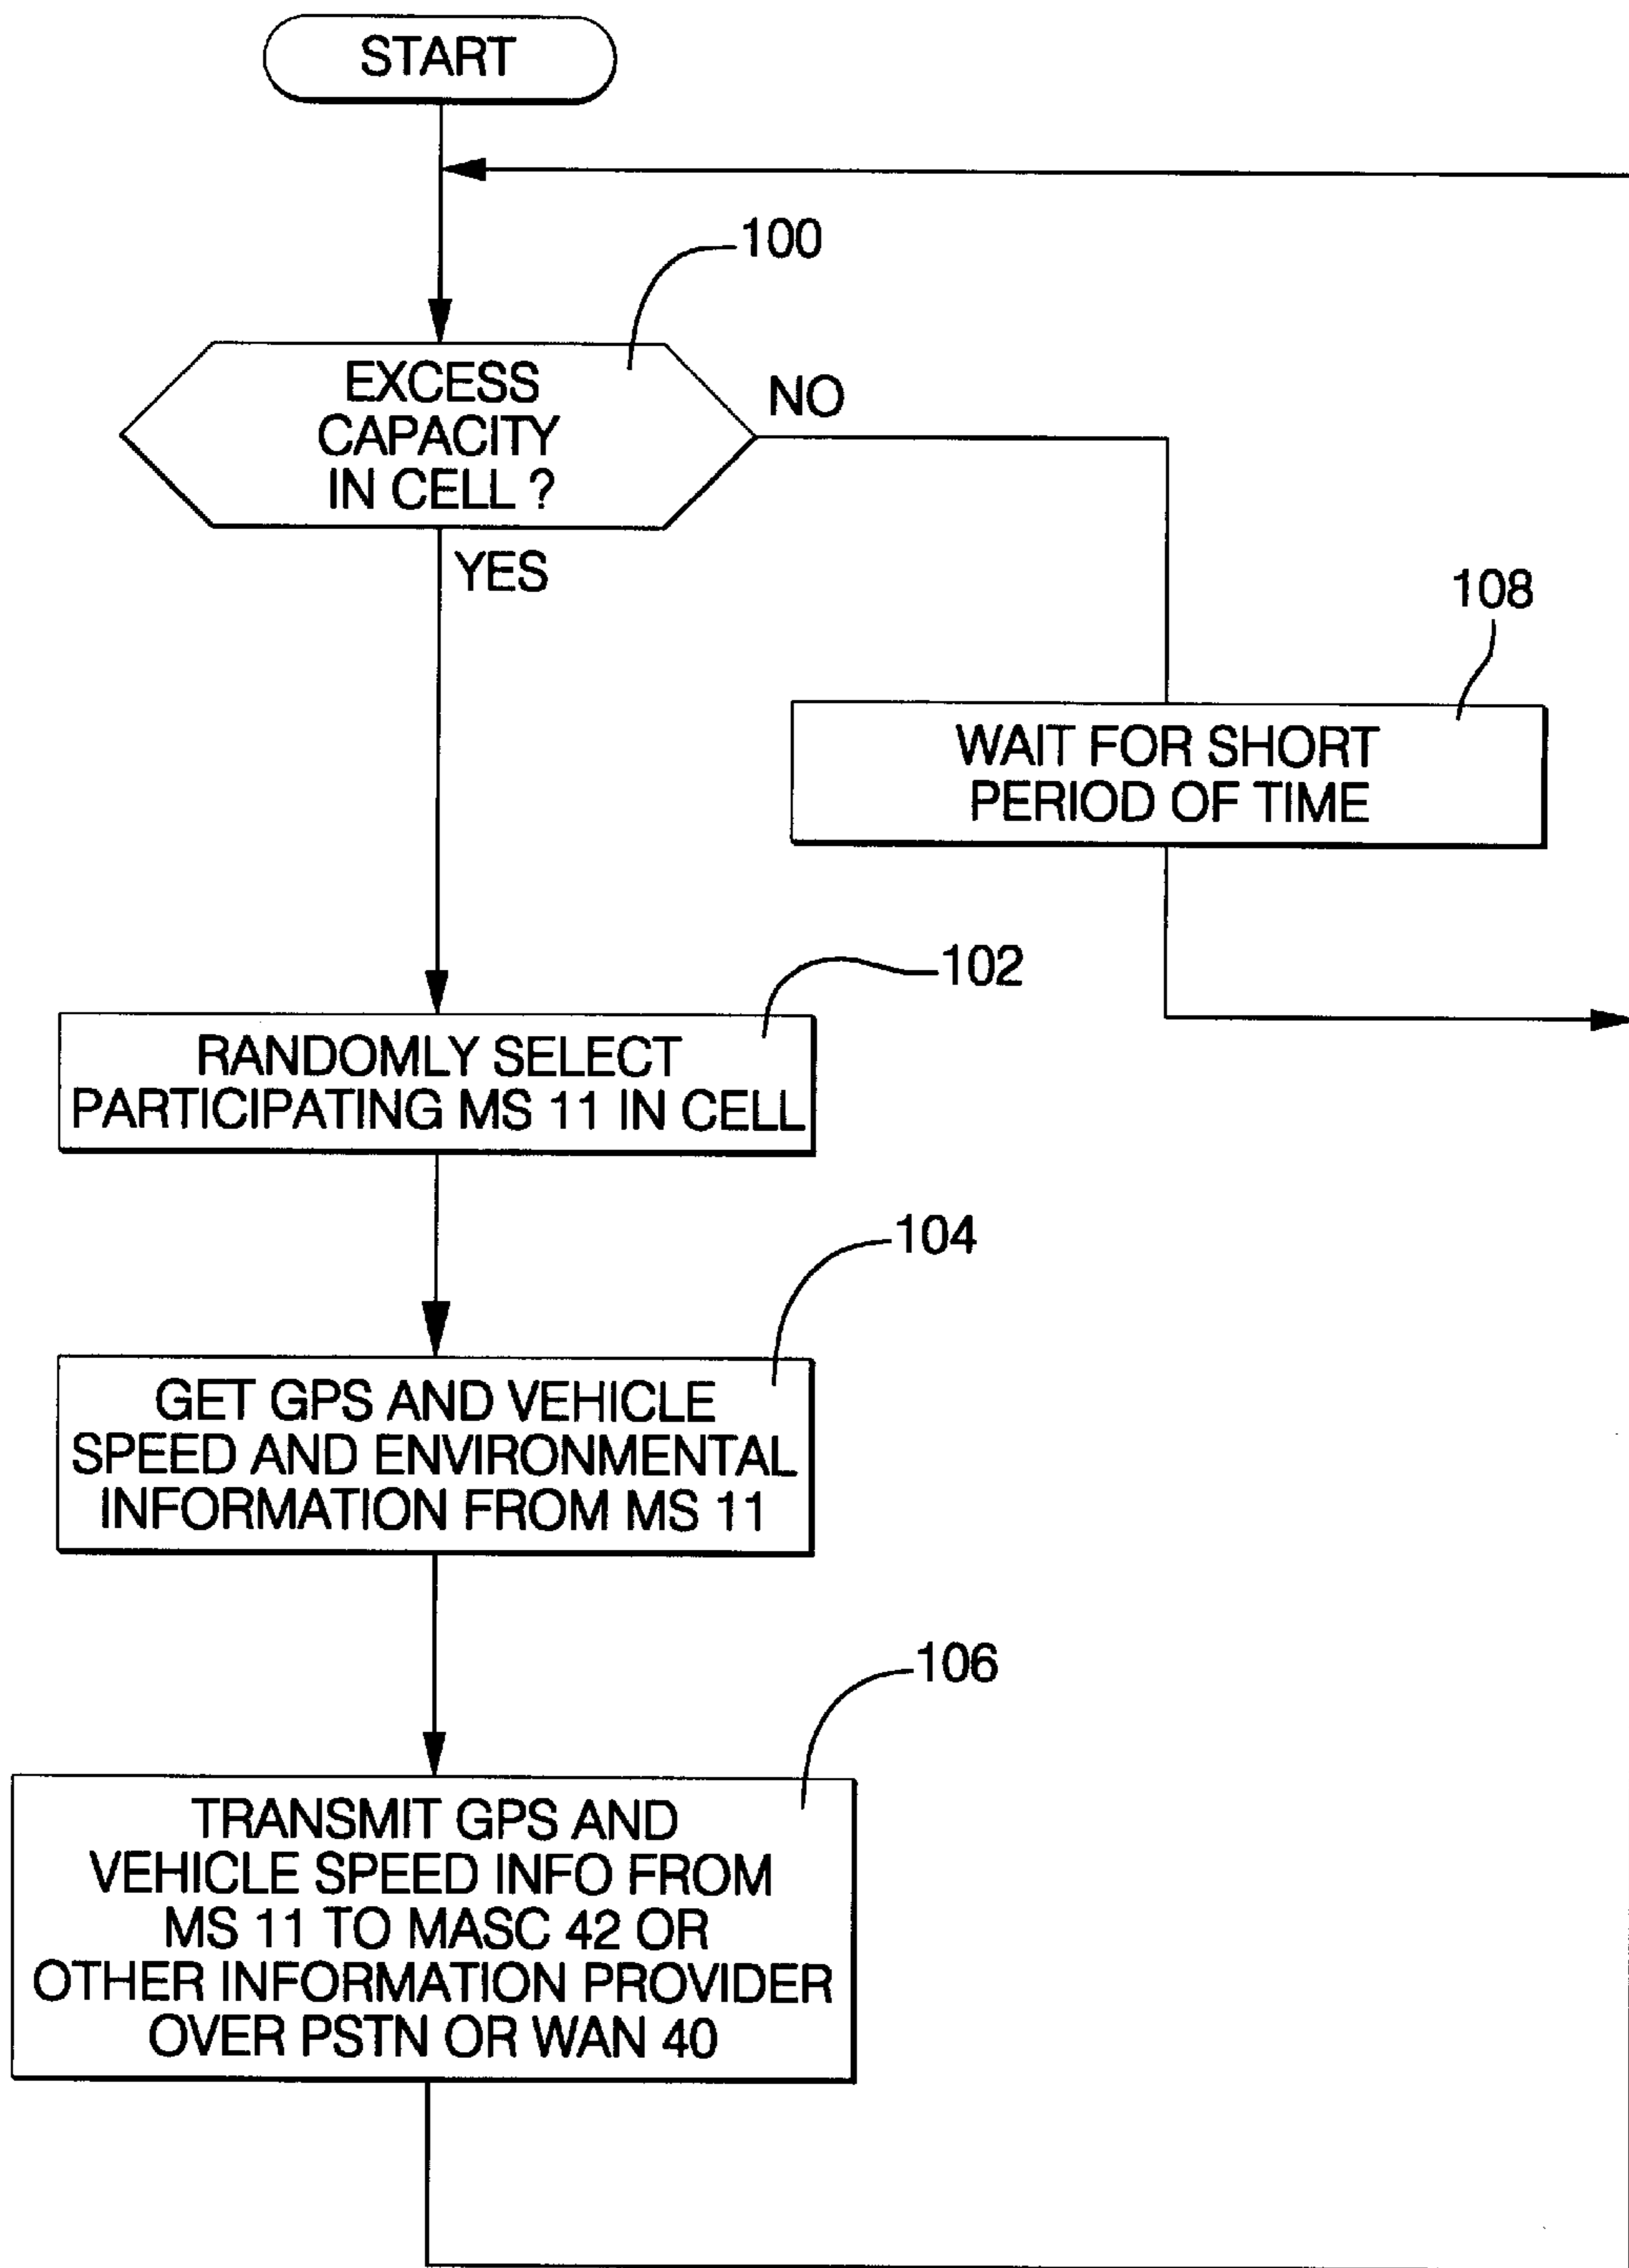 START
100
EXCESS
CAPACITY
IN CELL ?
NO
YES
108
WAIT FOR SHORT
PERIOD OF TIME
102
RANDOMLY SELECT
PARTICIPATING MS 11 IN CELL
104
GET GPS AND VEHICLE
SPEED AND ENVIRONMENTAL
INFORMATION FROM MS 11
106
TRANSMIT GPS AND
VEHICLE SPEED INFO FROM
MS 11 TO MASC 42 OR
OTHER INFORMATION PROVIDER
OVER PSTN OR WAN 40